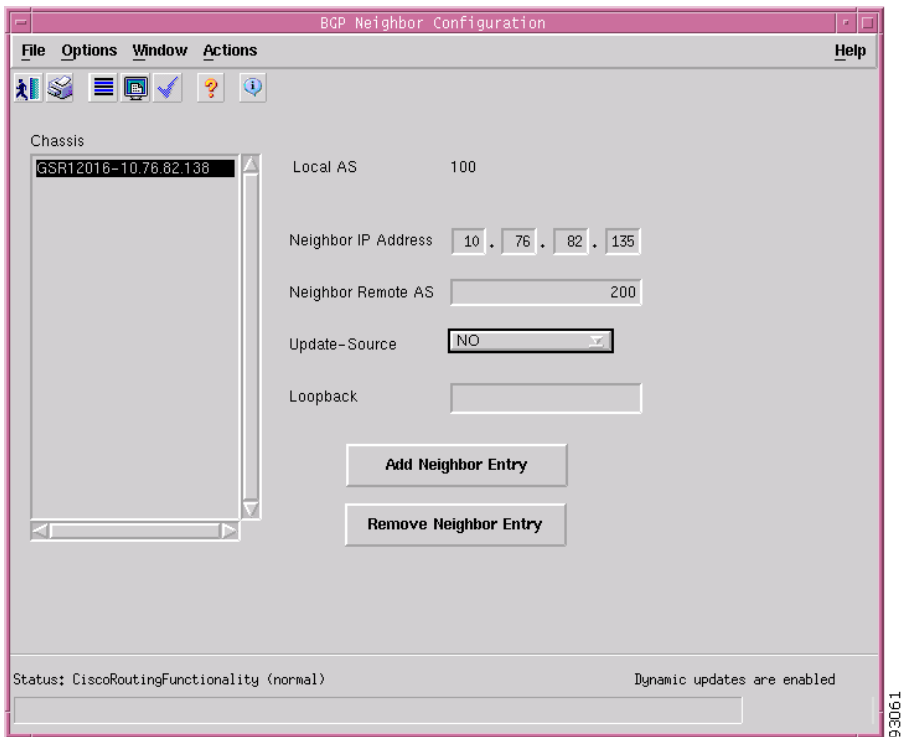 BGP Neighbor Configuration
File Options Window Actions Help
Chassis
GSR12016-10.76.82.138
Local AS 100
Neighbor IP Address 10 . 76 . 82 . 135
Neighbor Remote AS 200
Update-Source NO
Loopback
Add Neighbor Entry
Remove Neighbor Entry
Status: CiscoRoutingFunctionality (normal) Dynamic updates are enabled
93061